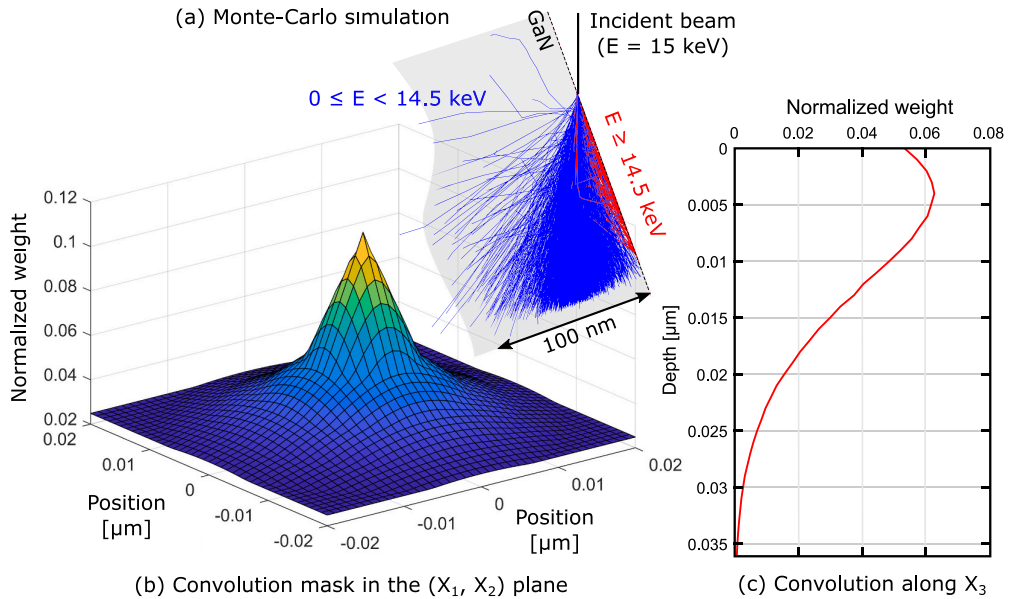 (a) Monte-Carlo simulation
GaN
Incident beam
(E = 15 keV)
0 ≤ E < 14.5 keV
E ≥ 14.5 keV
100 nm
Normalized weight
0.12
0.1
0.08
0.06
0.04
0.02
0.02
0.01
0
-0.01
-0.02
Position
[µm]
-0.02
-0.01
0
0.01
0.02
Position
[µm]
(b) Convolution mask in the (X₁, X₂) plane
Normalized weight
0
0.02
0.04
0.06
0.08
Depth [µm]
0
0.005
0.01
0.015
0.02
0.025
0.03
0.035
(c) Convolution along X₃